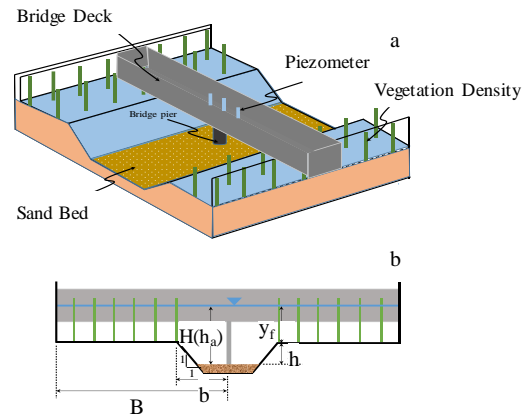 Bridge Deck
a
Piezometer
Vegetation Density
Bridge pier
Sand Bed
b
H(ha)
yf
h
1
1
b
B